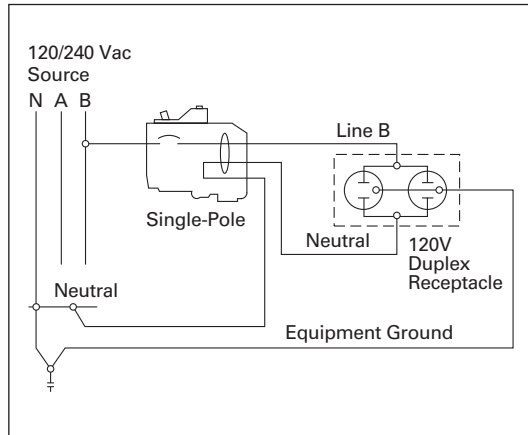 120/240 Vac
Source
N A B
Line B
Single-Pole
Neutral
120V
Duplex
Receptacle
Neutral
Equipment Ground